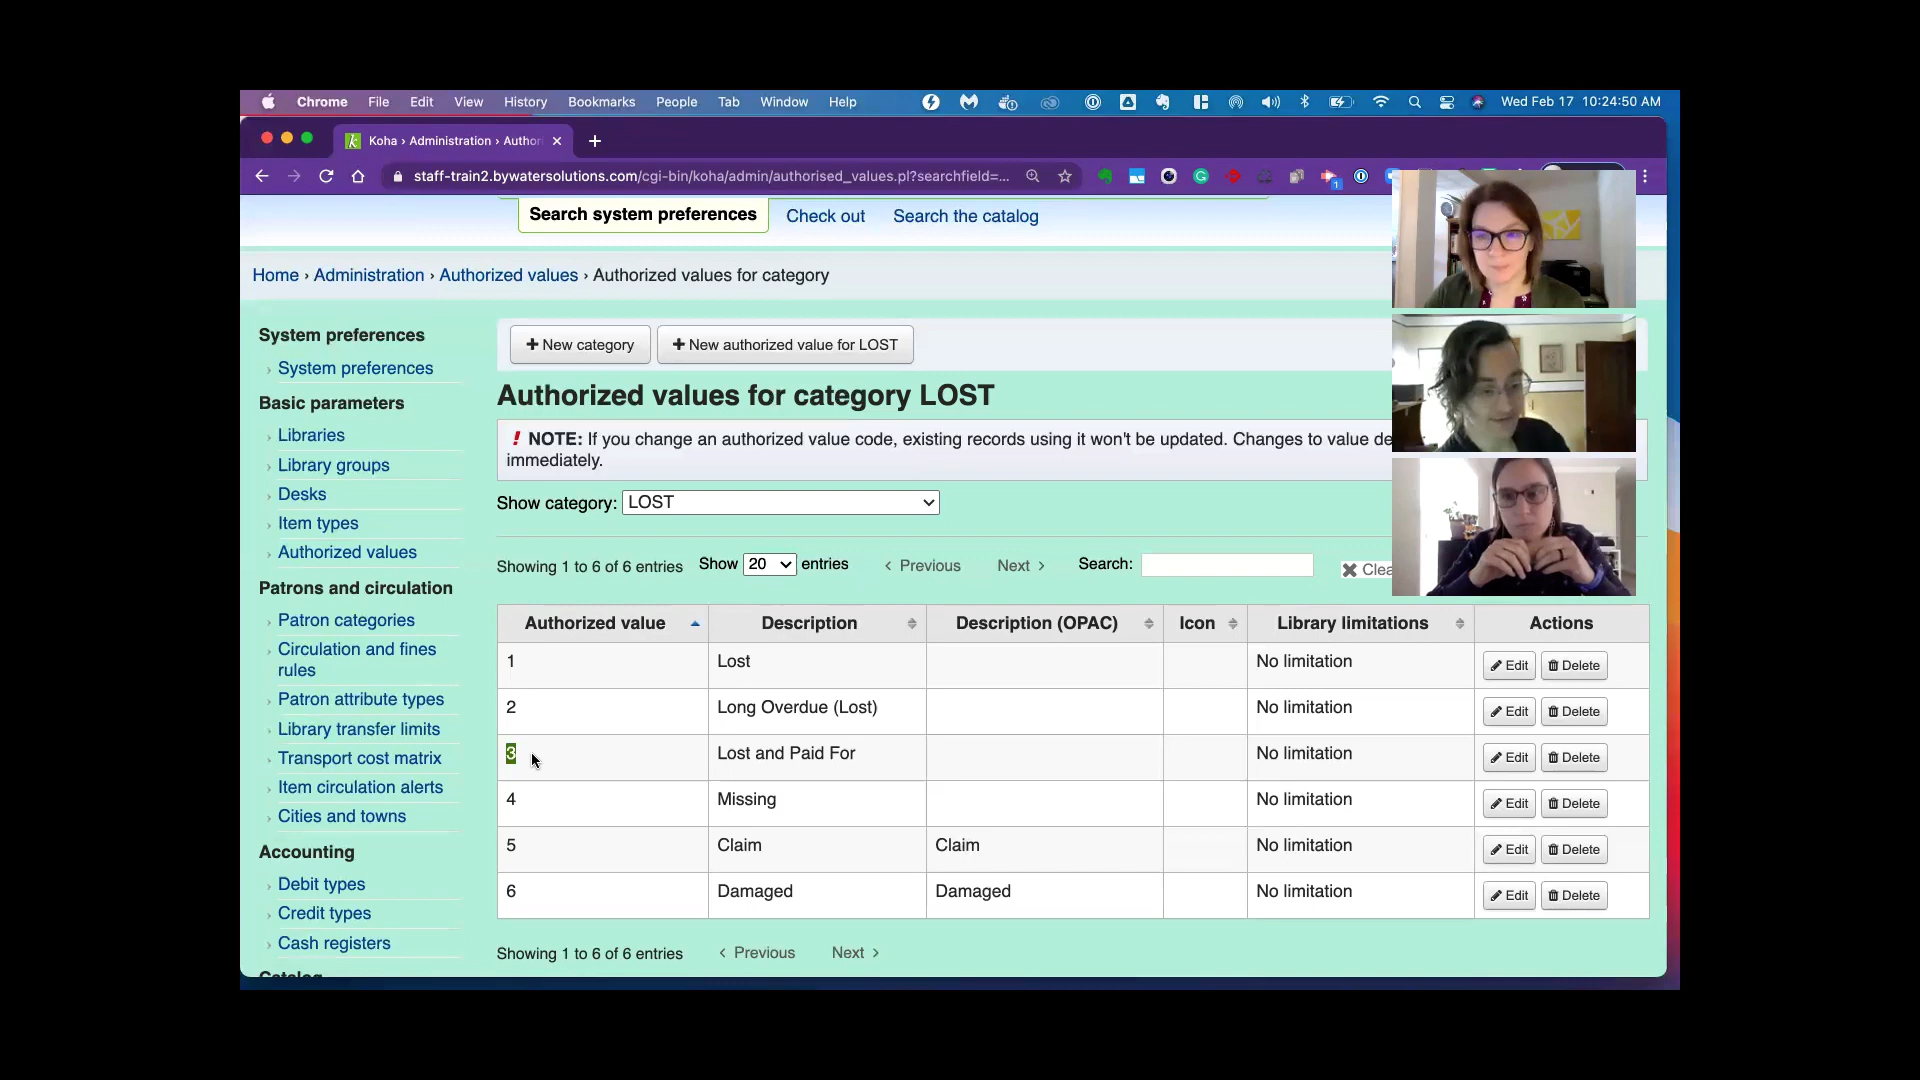 Chrome File Edit View History Bookmarks People Tab Window Help Wed Feb 17 10:24:50 AM
Koha › Administration › Author
staff-train2.bywatersolutions.com/cgi-bin/koha/admin/authorised_values.pl?searchfield=...
1
Search system preferences Check out Search the catalog
Home › Administration › Authorized values › Authorized values for category
System preferences
System preferences
Basic parameters
Libraries
Library groups
Desks
Item types
Authorized values
Patrons and circulation
Patron categories
Circulation and fines
rules
Patron attribute types
Library transfer limits
Transport cost matrix
Item circulation alerts
Cities and towns
Accounting
Debit types
Credit types
Cash registers
Catalog
+ New category + New authorized value for LOST
Authorized values for category LOST
! NOTE: If you change an authorized value code, existing records using it won't be updated. Changes to value de
immediately.
Show category: LOST
Showing 1 to 6 of 6 entries Show 20 entries ‹ Previous Next › Search: Clea
Authorized value Description Description (OPAC) Icon Library limitations Actions
1 Lost No limitation Edit Delete
2 Long Overdue (Lost) No limitation Edit Delete
3 Lost and Paid For No limitation Edit Delete
4 Missing No limitation Edit Delete
5 Claim Claim No limitation Edit Delete
6 Damaged Damaged No limitation Edit Delete
Showing 1 to 6 of 6 entries ‹ Previous Next ›